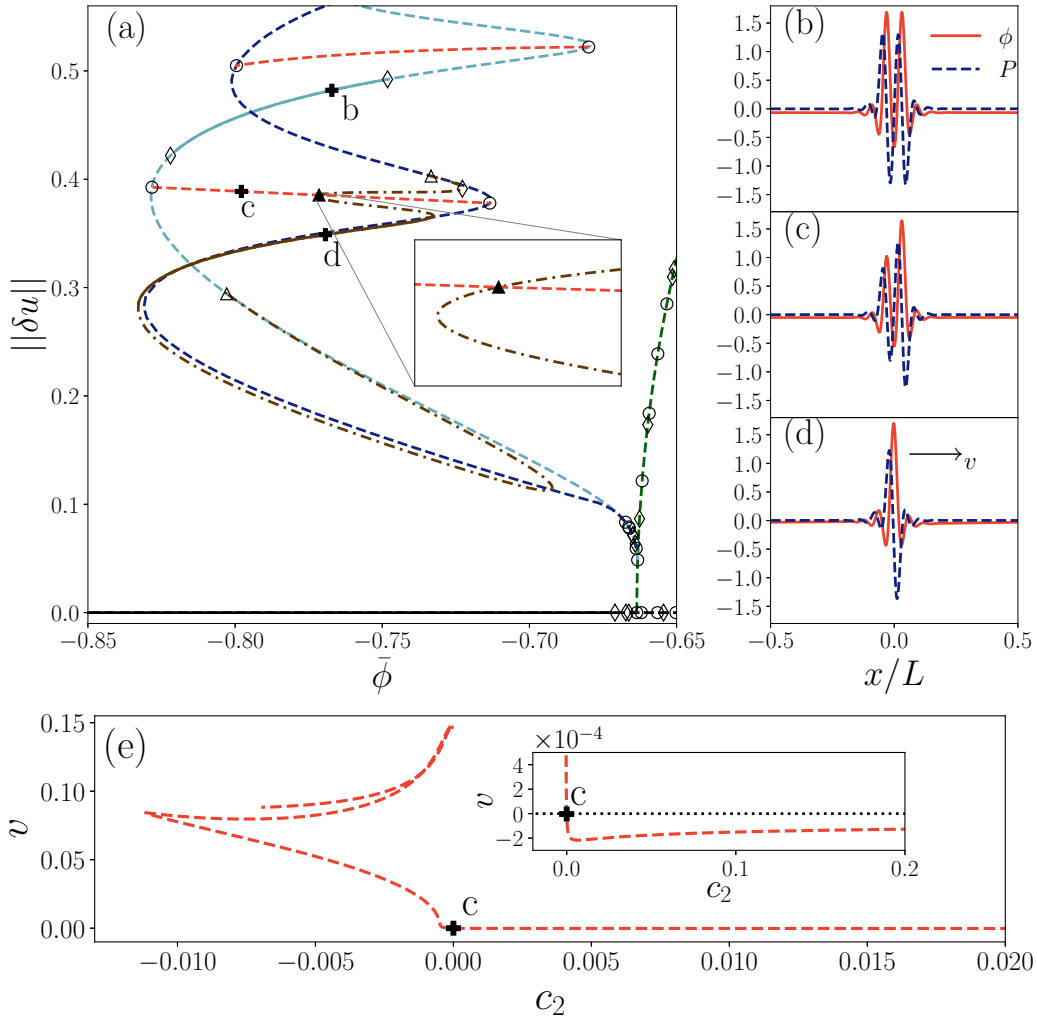 (a)
||δu||
0.5
0.4
0.3
0.2
0.1
0.0
b
c
d
−0.85
−0.80
−0.75
−0.70
−0.65
ϕ̄
(b)
ϕ
P
1.5
1.0
0.5
0.0
−0.5
−1.0
−1.5
(c)
1.5
1.0
0.5
0.0
−0.5
−1.0
−1.5
(d)
v
1.5
1.0
0.5
0.0
−0.5
−1.0
−1.5
−0.5
0.0
0.5
x/L
(e)
v
0.15
0.10
0.05
0.00
c
−0.010
−0.005
0.000
0.005
0.010
0.015
0.020
c₂
×10⁻⁴
v
4
2
0
−2
c
0.0
0.1
0.2
c₂